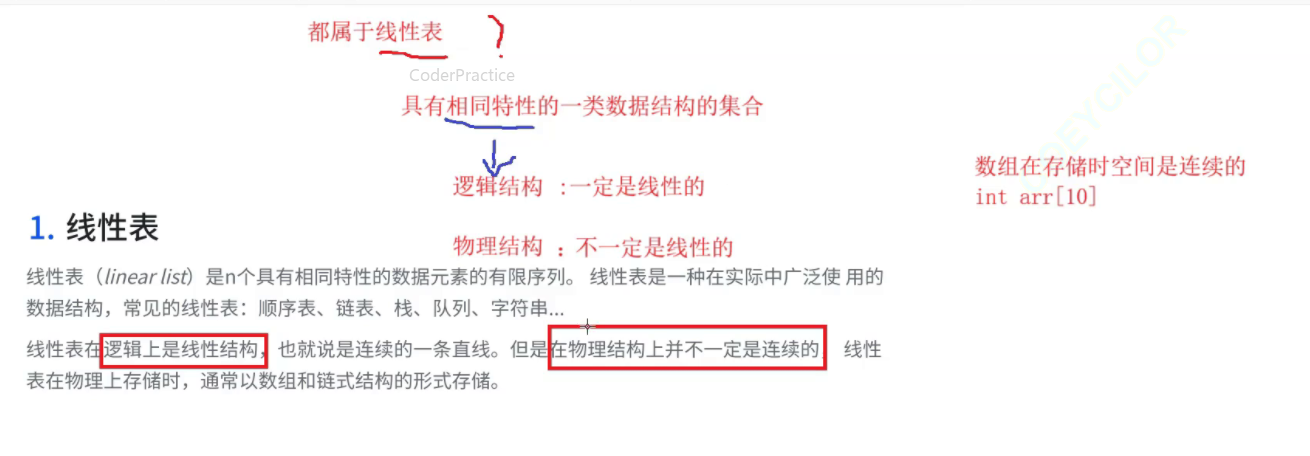 都属于线性表 ?
CoderPractice
具有相同特性的一类数据结构的集合
逻辑结构 :一定是线性的
物理结构 : 不一定是线性的
数组在存储时空间是连续的
int arr[10]
1. 线性表
线性表（linear list）是n个具有相同特性的数据元素的有限序列。 线性表是一种在实际中广泛使 用的
数据结构，常见的线性表：顺序表、链表、栈、队列、字符串...
线性表在逻辑上是线性结构，也就说是连续的一条直线。但是在物理结构上并不一定是连续的， 线性
表在物理上存储时，通常以数组和链式结构的形式存储。